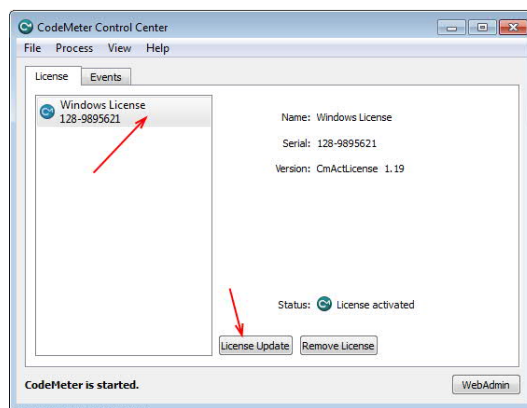 CodeMeter Control Center
File Process View Help
License Events
Windows License
128-9895621
Name: Windows License
Serial: 128-9895621
Version: CmActLicense 1.19
Status: License activated
License Update Remove License
CodeMeter is started. WebAdmin